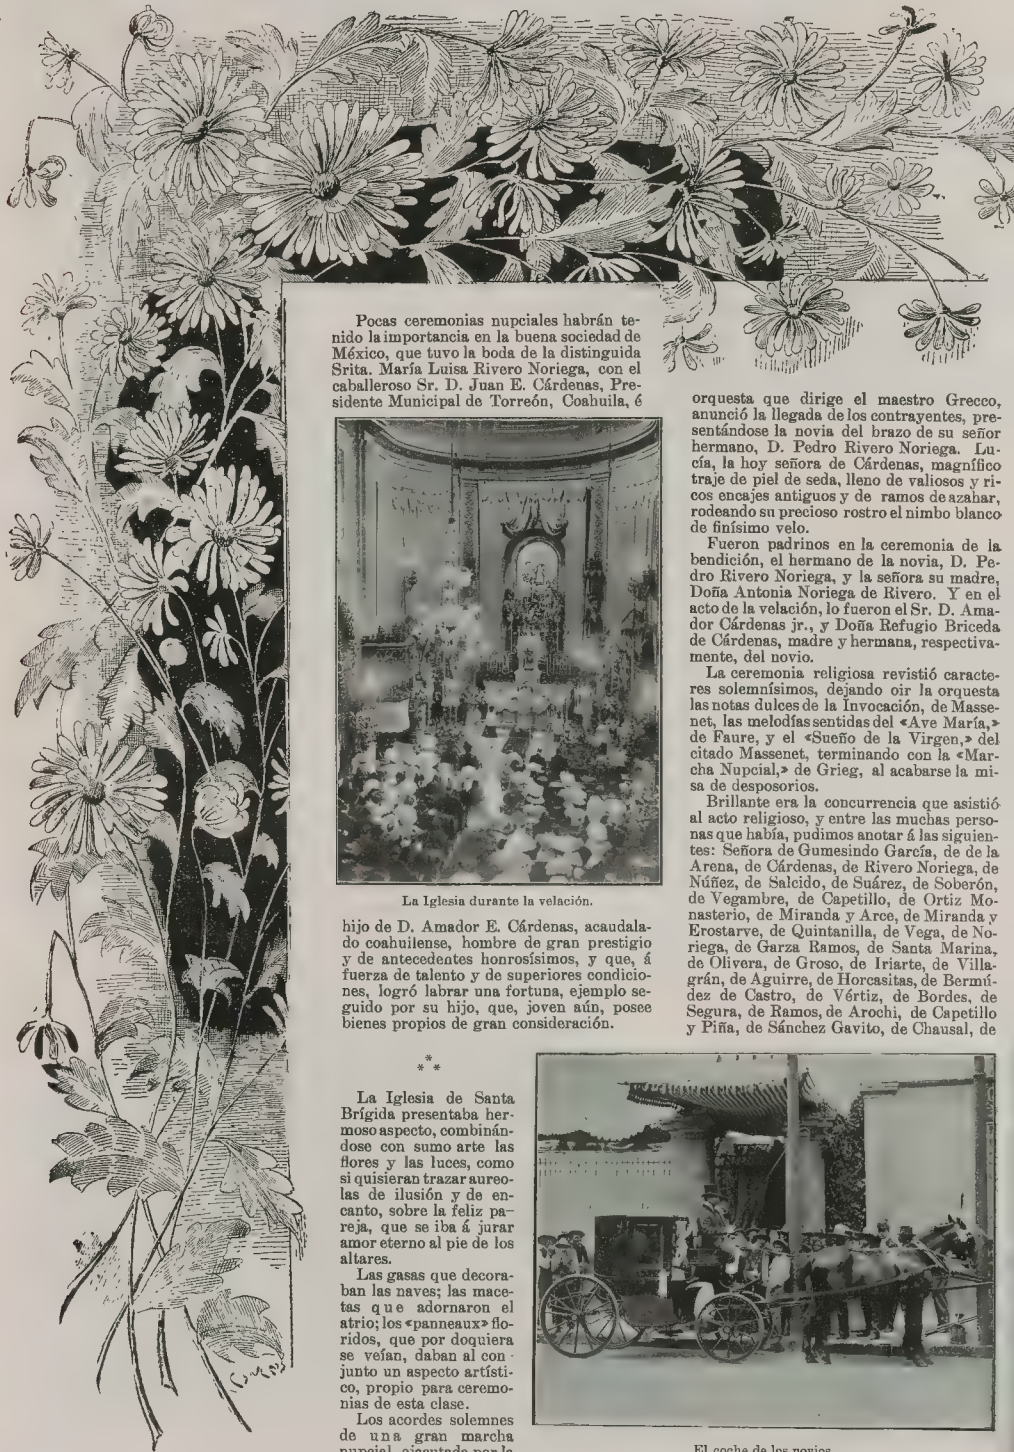 Pocas ceremonias nupciales habrán te-
nido la importancia en la buena sociedad de
México, que tuvo la boda de la distinguida
Srita. María Luisa Rivero Noriega, con el
caballeroso Sr. D. Juan E. Cárdenas, Pre-
sidente Municipal de Torreón, Coahuila, é
La Iglesia durante la velación.
hijo de D. Amador E. Cárdenas, acaudala-
do coahuilense, hombre de gran prestigio
y de antecedentes honrosísimos, y que, á
fuerza de talento y de superiores condicio-
nes, logró labrar una fortuna, ejemplo se-
guido por su hijo, que, joven aún, posee
bienes propios de gran consideración.
*
* *
La Iglesia de Santa
Brígida presentaba her-
moso aspecto, combinán-
dose con sumo arte las
flores y las luces, como
si quisieran trazar aureo-
las de ilusión y de en-
canto, sobre la feliz pa-
reja, que se iba á jurar
amor eterno al pie de los
altares.
Las gasas que decora-
ban las naves; las mace-
tas que adornaron el
atrio; los «panneaux» flo-
ridos, que por doquiera
se veían, daban al con-
junto un aspecto artísti-
co, propio para ceremo-
nias de esta clase.
Los acordes solemnes
de una gran marcha
nupcial, ejecutada por la
orquesta que dirige el maestro Grecco,
anunció la llegada de los contrayentes, pre-
sentándose la novia del brazo de su señor
hermano, D. Pedro Rivero Noriega. Lu-
cía, la hoy señora de Cárdenas, magnífico
traje de piel de seda, lleno de valiosos y ri-
cos encajes antiguos y de ramos de azahar,
rodeando su precioso rostro el nimbo blanco
de finísimo velo.
Fueron padrinos en la ceremonia de la
bendición, el hermano de la novia, D. Pe-
dro Rivero Noriega, y la señora su madre,
Doña Antonia Noriega de Rivero. Y en el
acto de la velación, lo fueron el Sr. D. Ama-
dor Cárdenas jr., y Doña Refugio Briceda
de Cárdenas, madre y hermana, respectiva-
mente, del novio.
La ceremonia religiosa revistió caracte-
res solemnísimos, dejando oir la orquesta
las notas dulces de la Invocación, de Masse-
net, las melodías sentidas del «Ave María,»
de Faure, y el «Sueño de la Virgen,» del
citado Massenet, terminando con la «Mar-
cha Nupcial,» de Grieg, al acabarse la mi-
sa de desposorios.
Brillante era la concurrencia que asistió
al acto religioso, y entre las muchas perso-
nas que había, pudimos anotar á las siguien-
tes: Señora de Gumesindo García, de de la
Arena, de Cárdenas, de Rivero Noriega, de
Núñez, de Salcido, de Suárez, de Soberón,
de Vegambre, de Capetillo, de Ortiz Mo-
nasterio, de Miranda y Arce, de Miranda y
Erostarve, de Quintanilla, de Vega, de No-
riega, de Garza Ramos, de Santa Marina,
de Olivera, de Groso, de Iriarte, de Villa-
grán, de Aguirre, de Horcasitas, de Bermú-
dez de Castro, de Vértiz, de Bordes, de
Segura, de Ramos, de Arochi, de Capetillo
y Piña, de Sánchez Gavito, de Chausal, de
El coche de los novios.